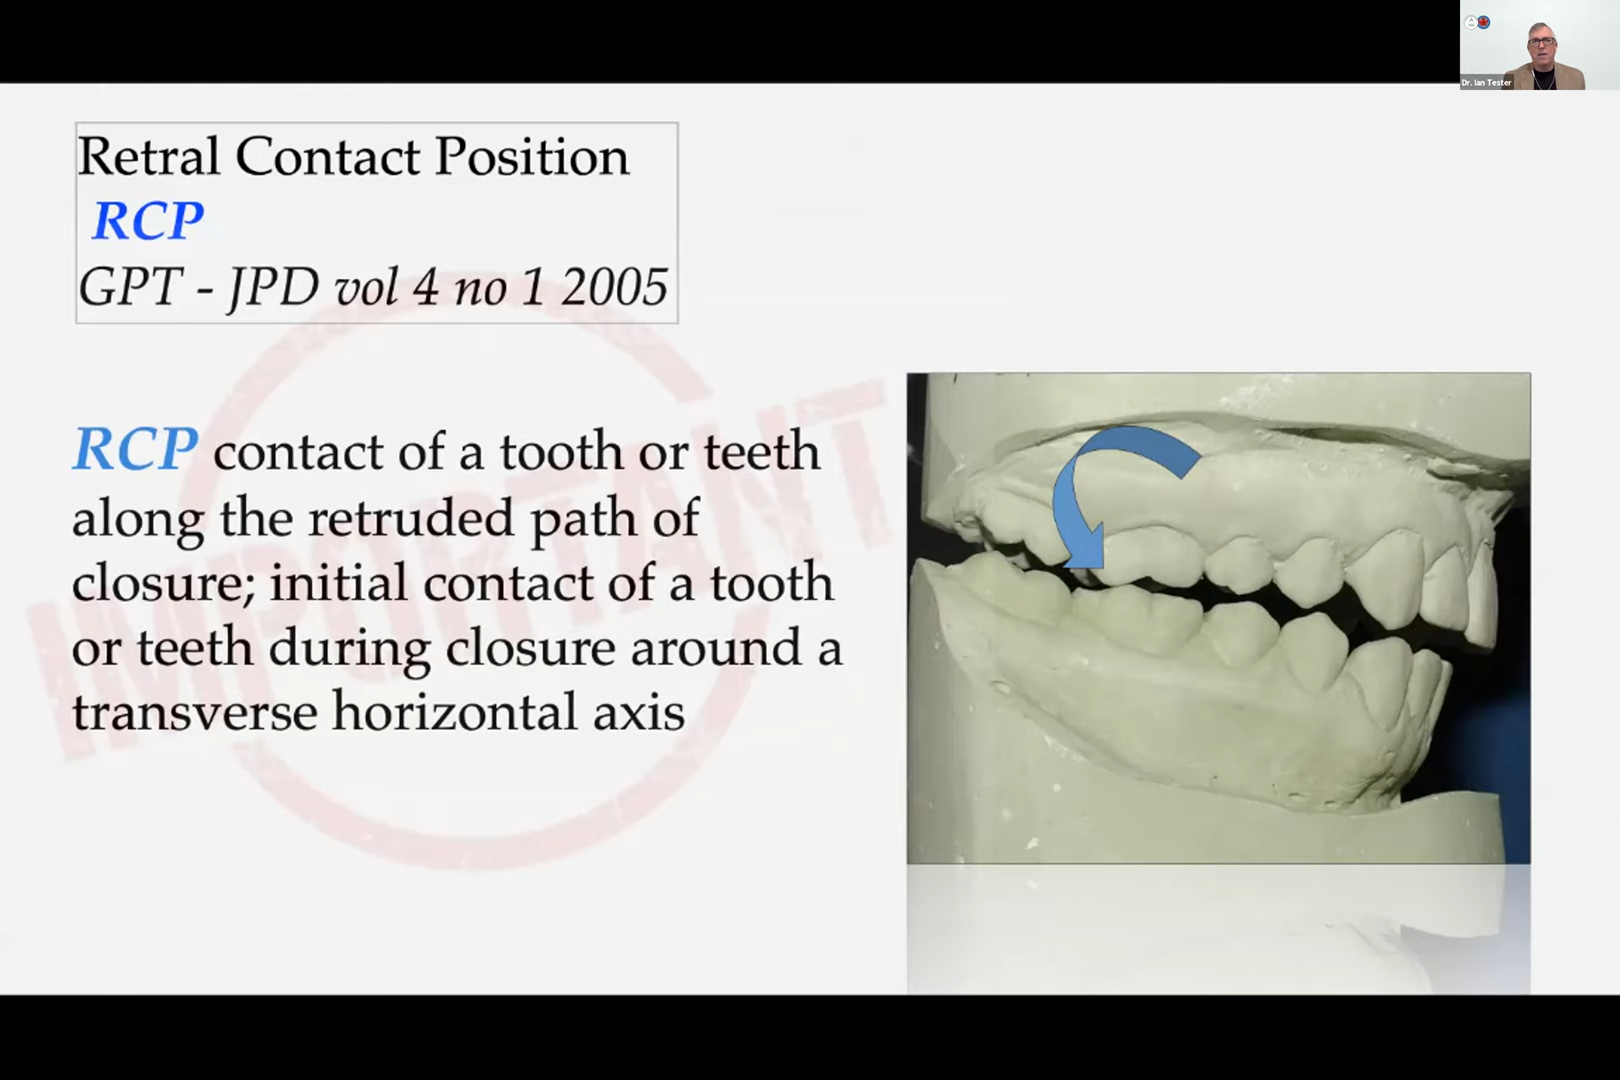 Dr. Ian Tester
Retral Contact Position
RCP
GPT - JPD vol 4 no 1 2005
IMPORTANT
RCP contact of a tooth or teeth
along the retruded path of
closure; initial contact of a tooth
or teeth during closure around a
transverse horizontal axis